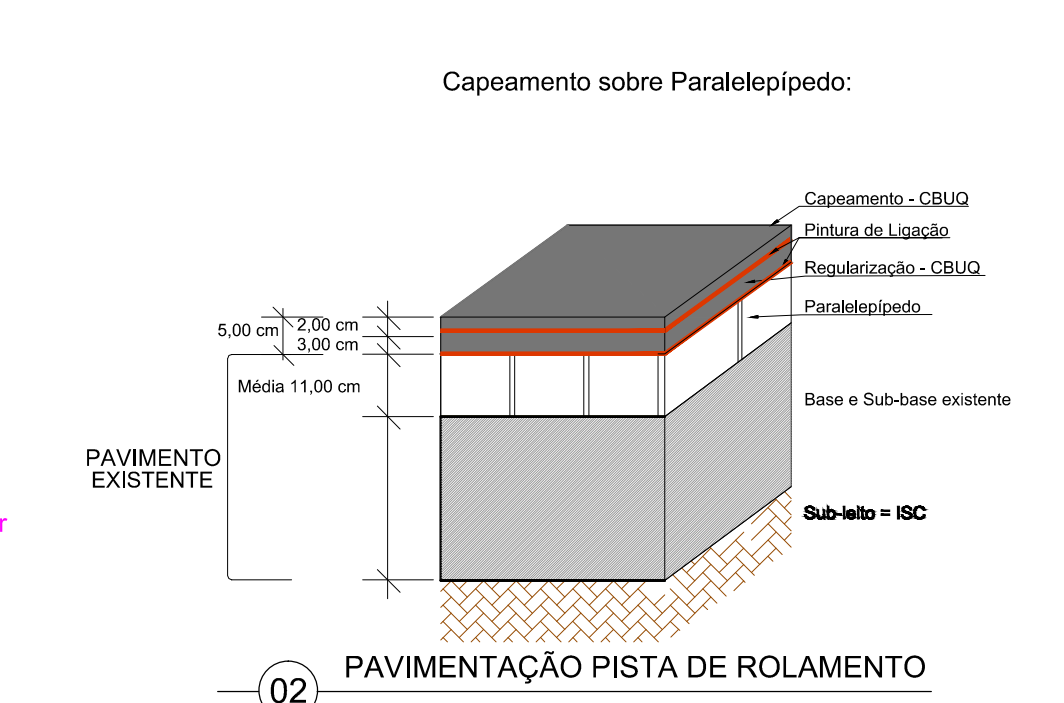 Capeamento sobre Paralelepípedo:
Capeamento - CBUQ
Pintura de Ligação
Regularização - CBUQ
Paralelepípedo
5,00 cm
2,00 cm
3,00 cm
Média 11,00 cm
Base e Sub-base existente
PAVIMENTO
EXISTENTE
Sub-leito = ISC
r
PAVIMENTAÇÃO PISTA DE ROLAMENTO
02